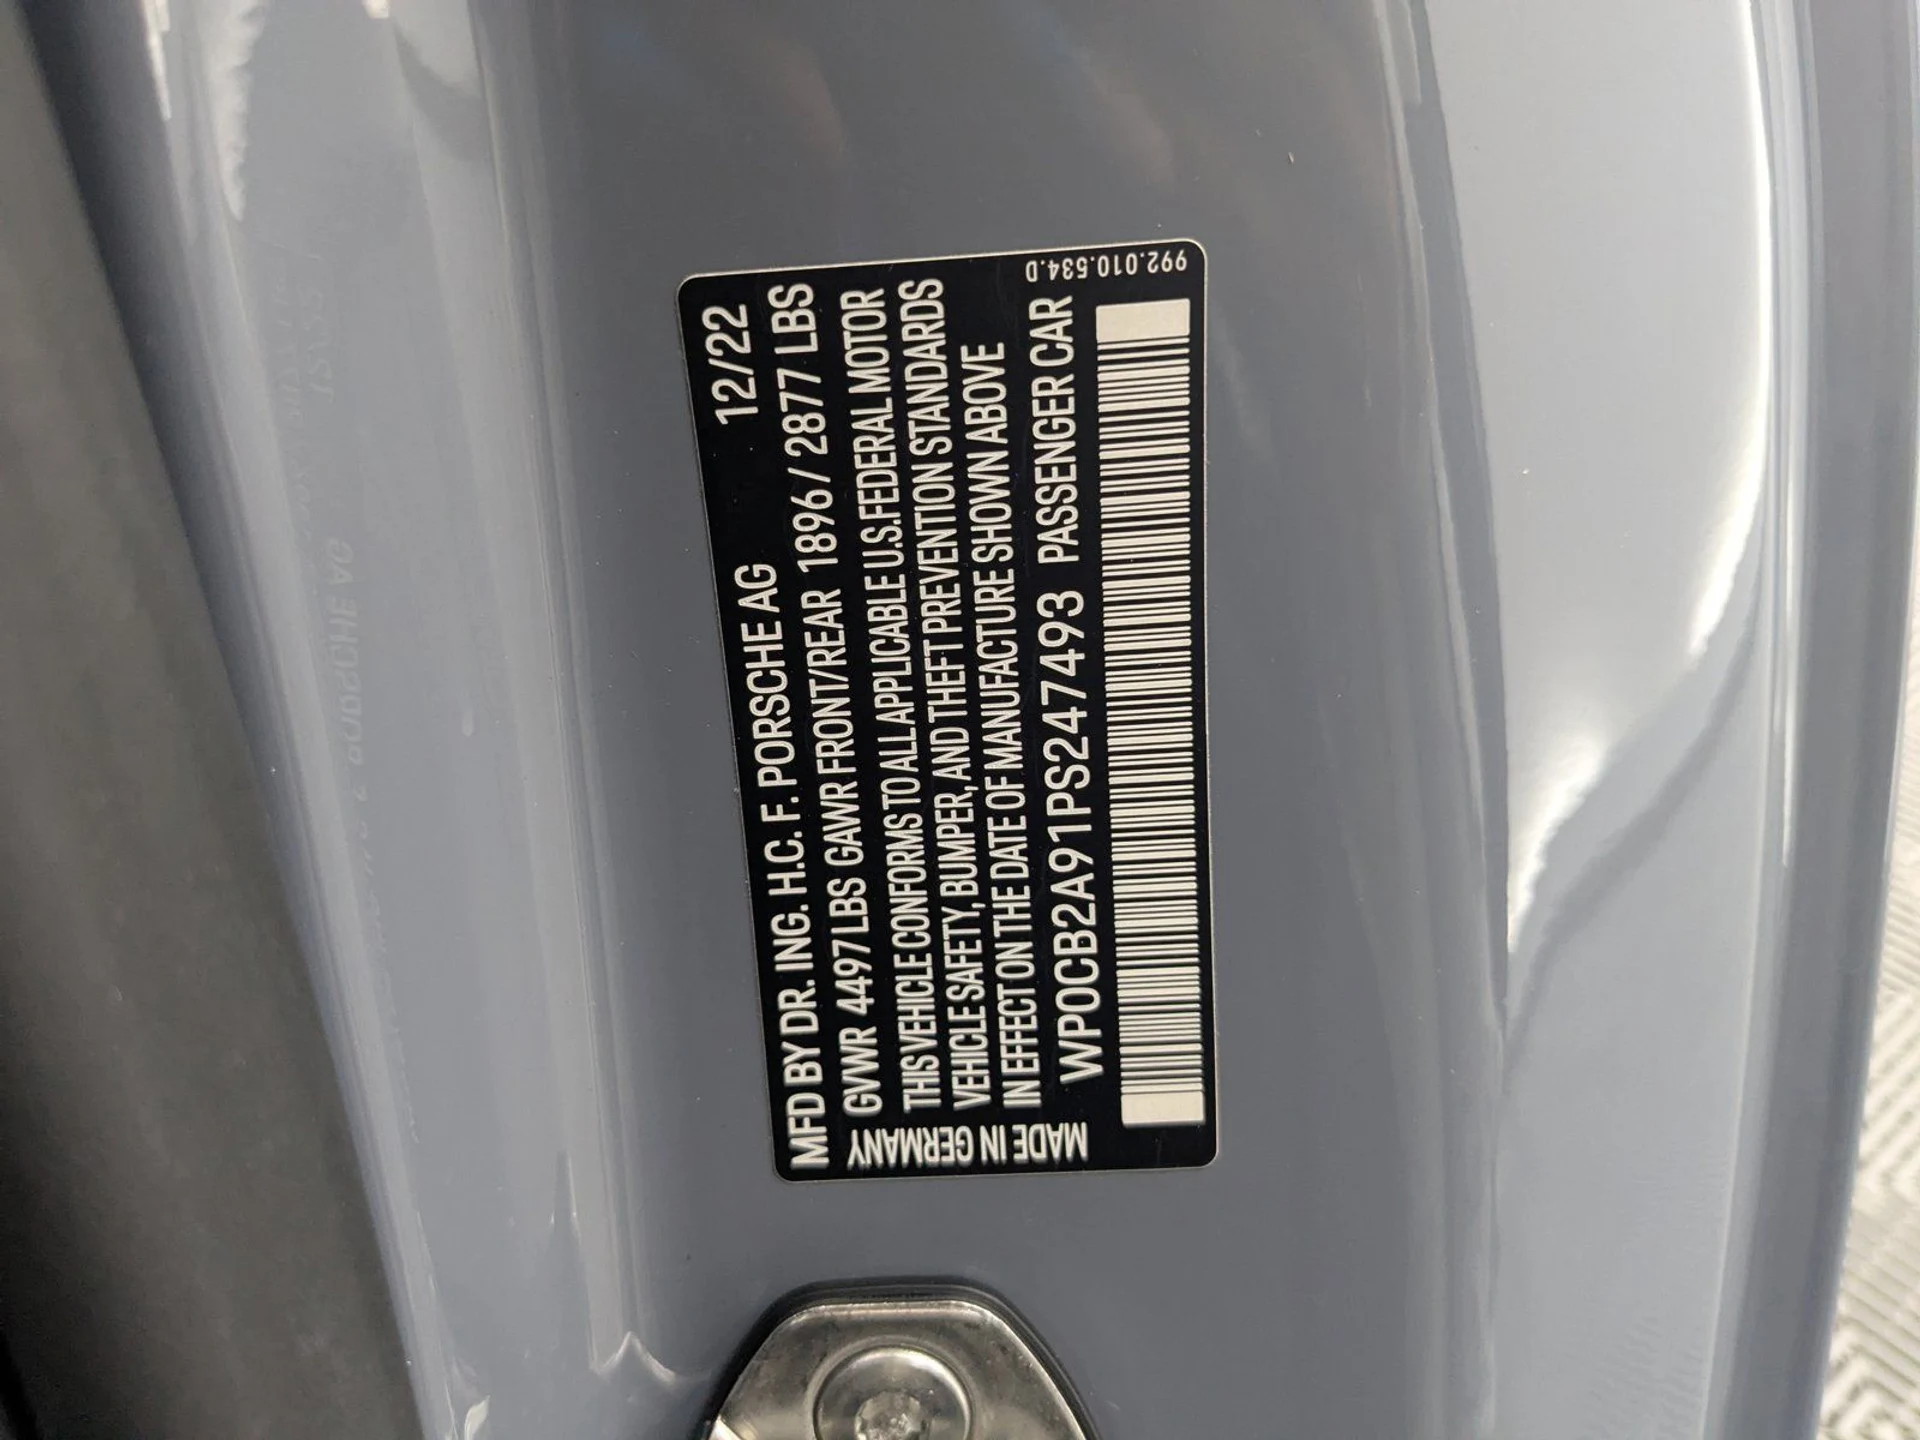 MFD BY DR. ING. H.C. F. PORSCHE AG 12/22
GVWR 4497 LBS GAWR FRONT/REAR 1896 / 2877 LBS
THIS VEHICLE CONFORMS TO ALL APPLICABLE U.S. FEDERAL MOTOR
VEHICLE SAFETY, BUMPER, AND THEFT PREVENTION STANDARDS
IN EFFECT ON THE DATE OF MANUFACTURE SHOWN ABOVE
WP0CB2A91PS247493 PASSENGER CAR
MADE IN GERMANY
992.010.534.D